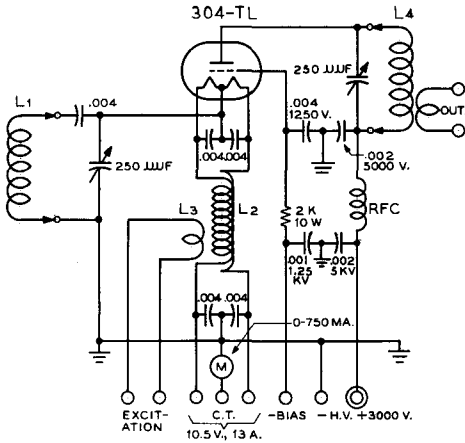 304-TL
L4
L1
.004
250 µµF
250 µµF
.004
1250 V.
OUT.
.004
.004
.002
5000 V.
L3
L2
2 K
10 W
RFC
.001
1.25
KV
.002
5KV
.004
.004
0-750 MA.
M
EXCIT-
ATION
C.T.
10.5 V., 13 A.
-BIAS
-H.V.
+3000 V.